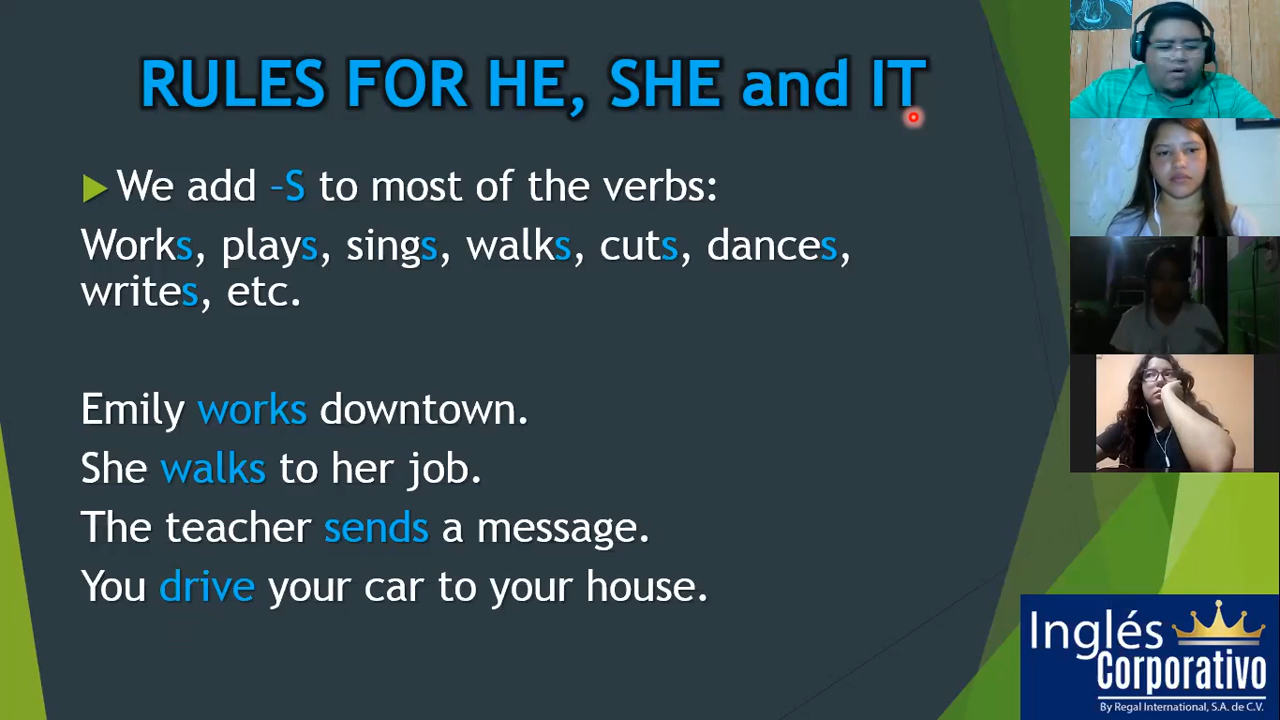 RULES FOR HE, SHE and IT
We add –S to most of the verbs:
Works, plays, sings, walks, cuts, dances,
writes, etc.
Emily works downtown.
She walks to her job.
The teacher sends a message.
You drive your car to your house.
Inglés
Corporativo
By Regal International, S.A. de C.V.